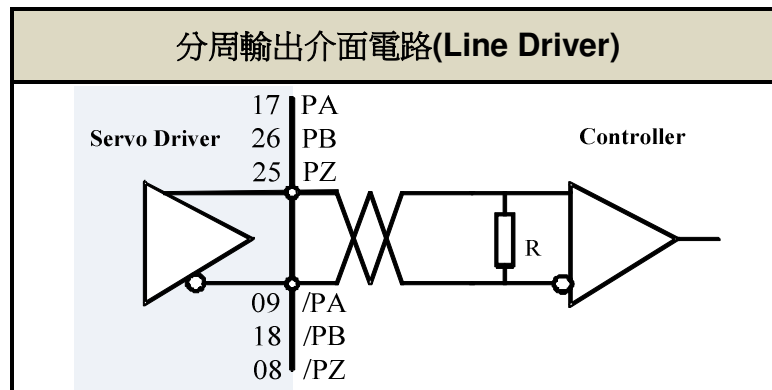 分周輸出介面電路(Line Driver)
17 PA
Servo Driver 26 PB Controller
25 PZ
R
09 /PA
18 /PB
08 /PZ